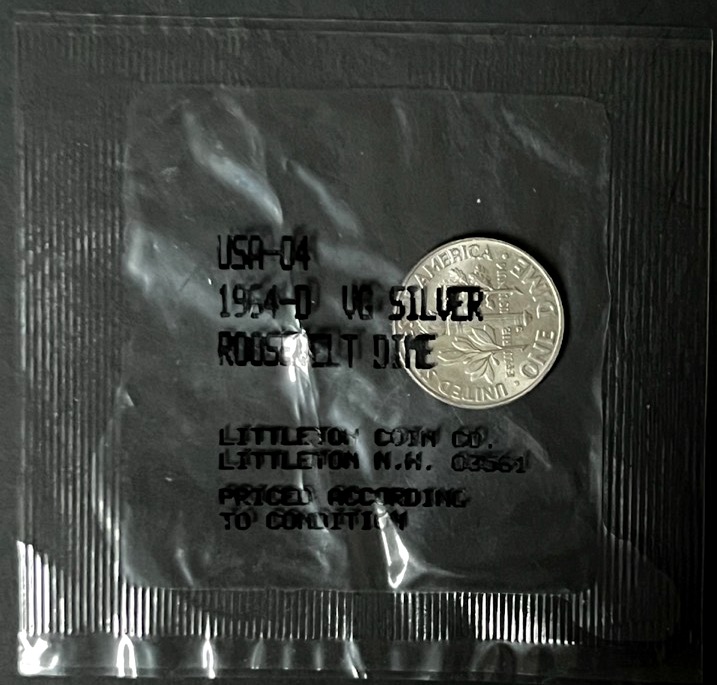 USA-04
1964-D VG SILVER
ROOSEVELT DIME
LITTLETON COIN CO.
LITTLETON N.H. 03561
PRICED ACCORDING
TO CONDITION
UNITED AMERICA · ONE DIME ·